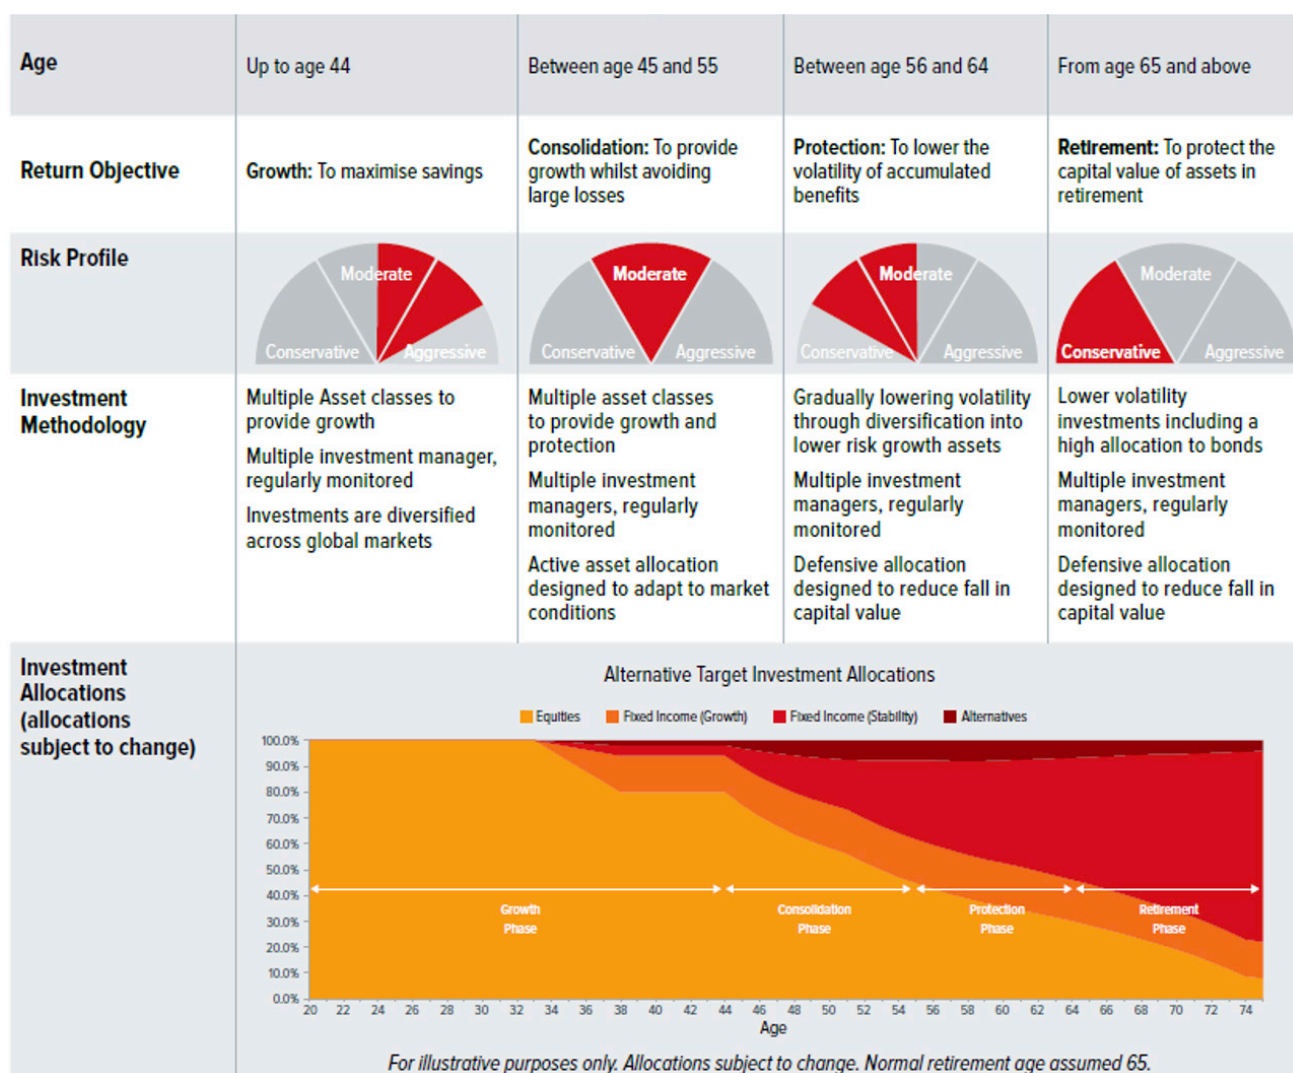 Age
Up to age 44
Between age 45 and 55
Between age 56 and 64
From age 65 and above
Return Objective
Growth: To maximise savings
Consolidation: To provide
growth whilst avoiding
large losses
Protection: To lower the
volatility of accumulated
benefits
Retirement: To protect the
capital value of assets in
retirement
Risk Profile
Moderate
Conservative
Aggressive
Moderate
Conservative
Aggressive
Moderate
Conservative
Aggressive
Moderate
Conservative
Aggressive
Investment
Methodology
Multiple Asset classes to
provide growth
Multiple investment manager,
regularly monitored
Investments are diversified
across global markets
Multiple asset classes
to provide growth and
protection
Multiple investment
managers, regularly
monitored
Active asset allocation
designed to adapt to market
conditions
Gradually lowering volatility
through diversification into
lower risk growth assets
Multiple investment
managers, regularly
monitored
Defensive allocation
designed to reduce fall in
capital value
Lower volatility
investments including a
high allocation to bonds
Multiple investment
managers, regularly
monitored
Defensive allocation
designed to reduce fall in
capital value
Investment
Allocations
(allocations
subject to change)
Alternative Target Investment Allocations
Equities Fixed Income (Growth) Fixed Income (Stability) Alternatives
100.0%
90.0%
80.0%
70.0%
60.0%
50.0%
40.0%
30.0%
20.0%
10.0%
0.0%
Growth
Phase
Consolidation
Phase
Protection
Phase
Retirement
Phase
20 22 24 26 28 30 32 34 36 38 40 42 44 46 48 50 52 54 56 58 60 62 64 66 68 70 72 74
Age
For illustrative purposes only. Allocations subject to change. Normal retirement age assumed 65.